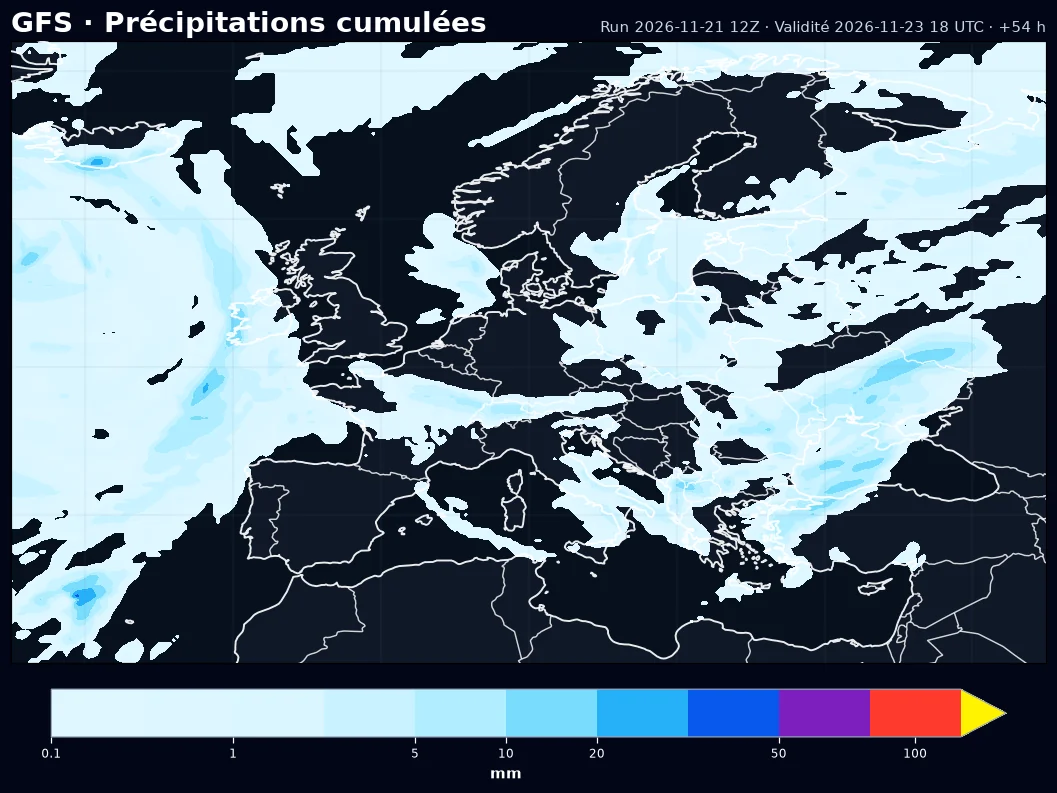 GFS · Précipitations cumulées
Run 2026-11-21 12Z · Validité 2026-11-23 18 UTC · +54 h
0.1 1 5 10 20 50 100
mm